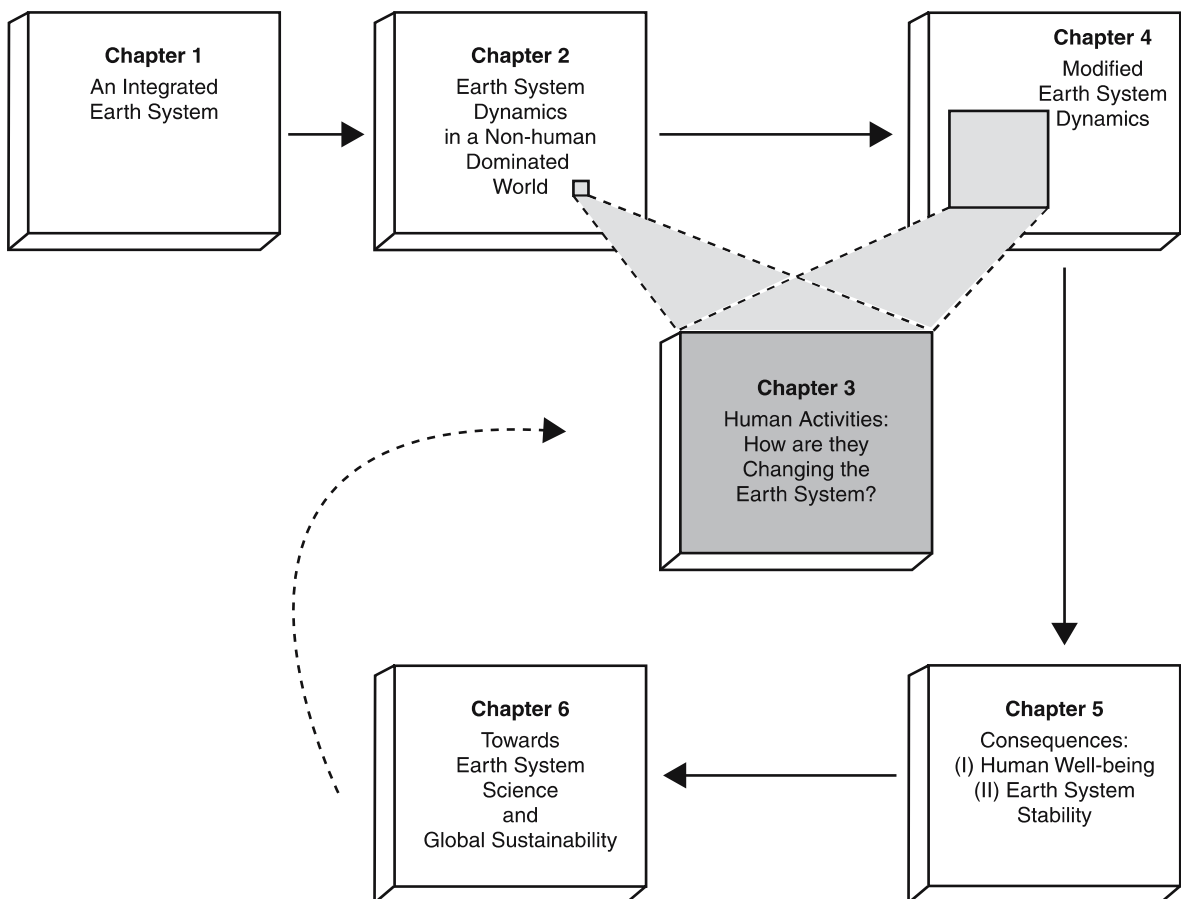 Chapter 1
An Integrated
Earth System
Chapter 2
Earth System
Dynamics
in a Non-human
Dominated
World
Chapter 4
Modified
Earth System
Dynamics
Chapter 3
Human Activities:
How are they
Changing the
Earth System?
Chapter 6
Towards
Earth System
Science
and
Global Sustainability
Chapter 5
Consequences:
(I) Human Well-being
(II) Earth System
Stability